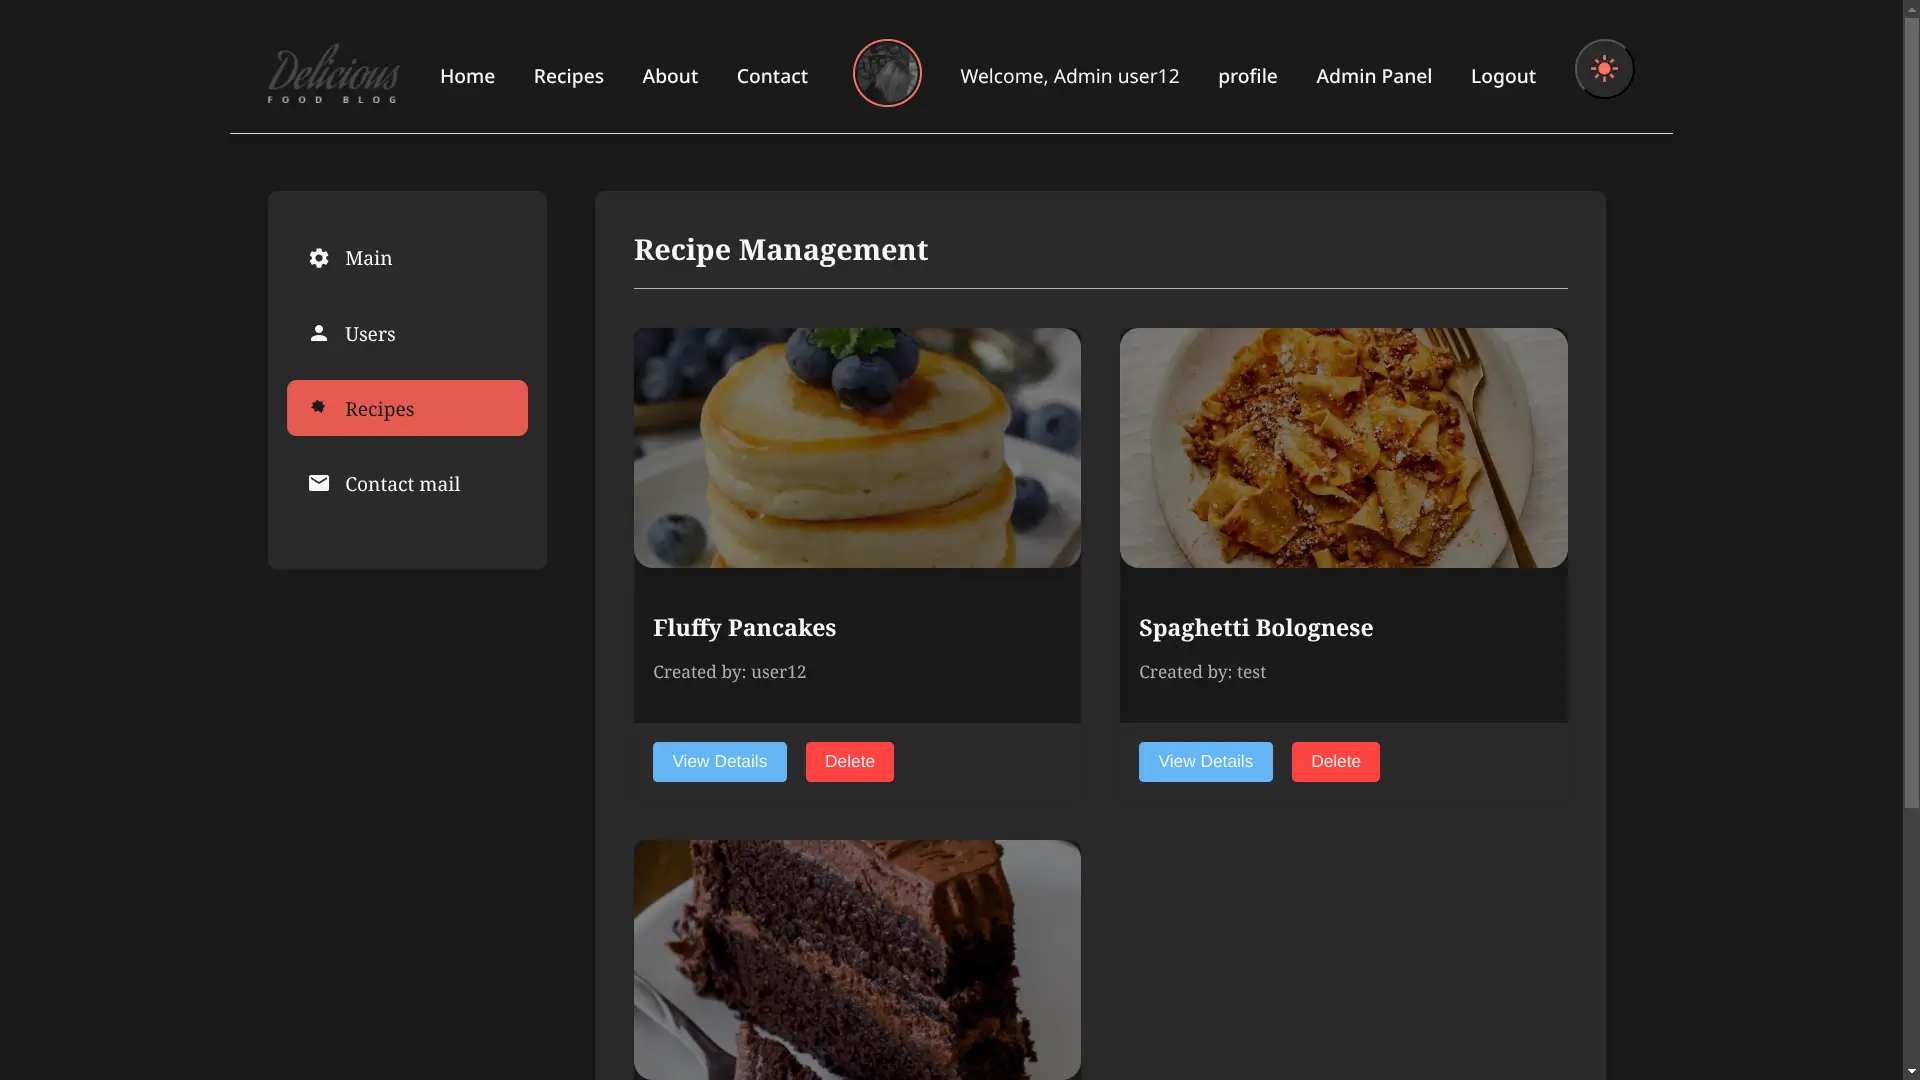 Delicious
FOOD BLOG
Home
Recipes
About
Contact
Welcome, Admin user12
profile
Admin Panel
Logout
Main
Users
Recipes
Contact mail
Recipe Management
Fluffy Pancakes
Created by: user12
View Details
Delete
Spaghetti Bolognese
Created by: test
View Details
Delete